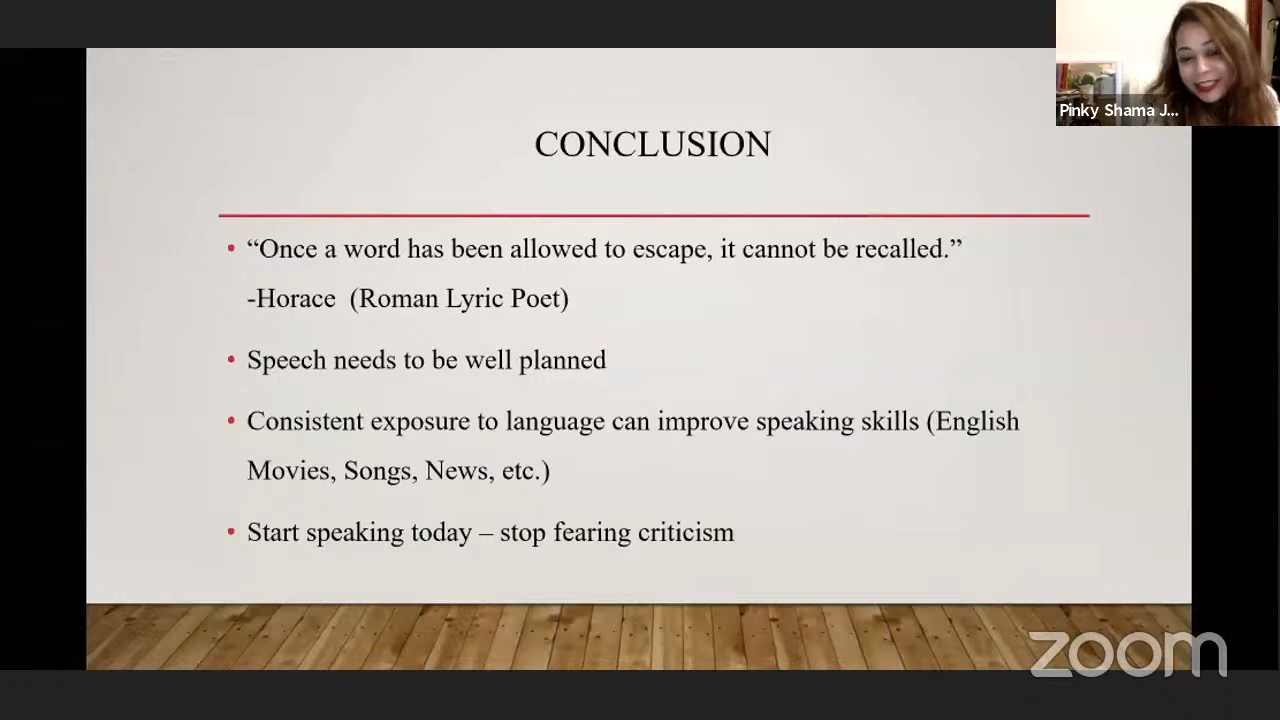 Pinky Shama J...
CONCLUSION
• “Once a word has been allowed to escape, it cannot be recalled.”
-Horace (Roman Lyric Poet)
• Speech needs to be well planned
• Consistent exposure to language can improve speaking skills (English
Movies, Songs, News, etc.)
• Start speaking today – stop fearing criticism
zoom